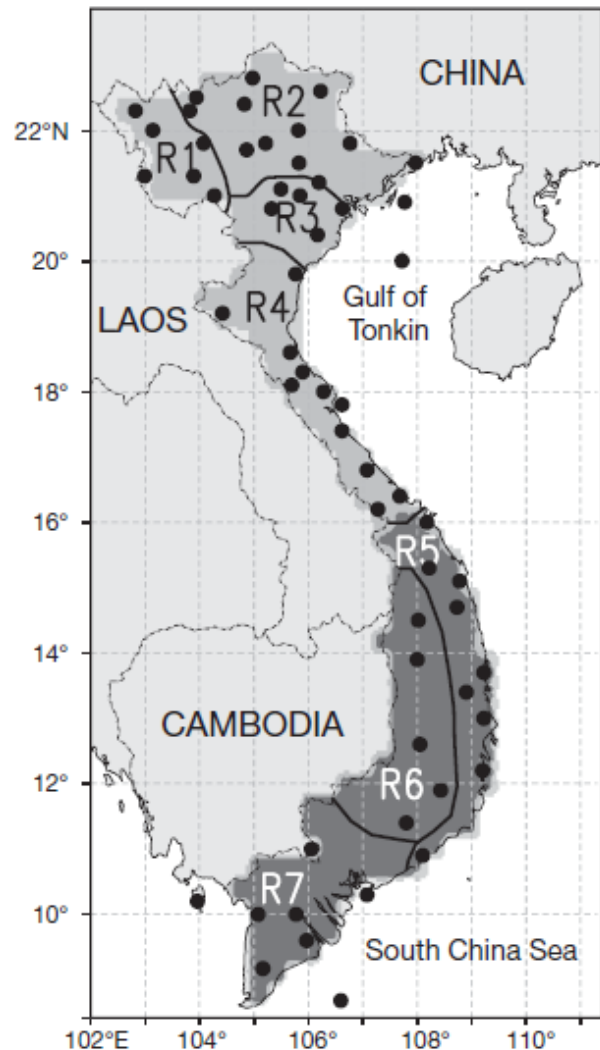 CHINA
R2
22°N
R1
R3
20°
Gulf of
Tonkin
R4
LAOS
18°
16°
R5
14°
CAMBODIA
12°
R6
R7
10°
South China Sea
102°E 104° 106° 108° 110°